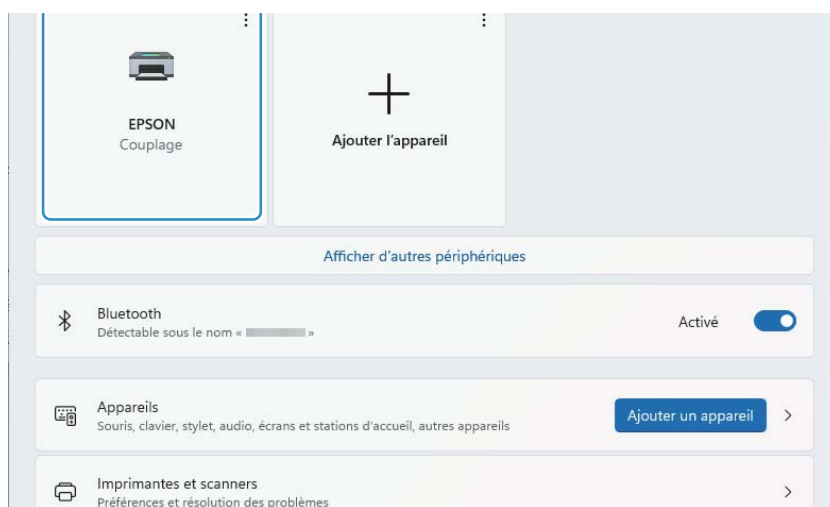 EPSON
Couplage
Ajouter l'appareil
Afficher d'autres périphériques
Bluetooth
Détectable sous le nom « »
Activé
Appareils
Souris, clavier, stylet, audio, écrans et stations d'accueil, autres appareils
Ajouter un appareil
Imprimantes et scanners
Préférences et résolution des problèmes